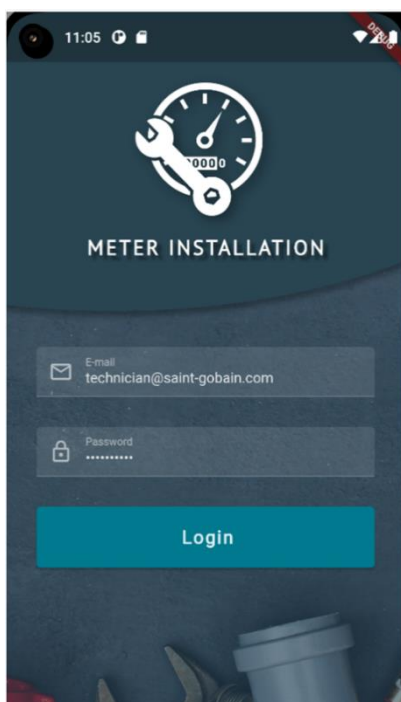 11:05
DEBUG
00000
METER INSTALLATION
E-mail
technician@saint-gobain.com
Password
••••••••••
Login